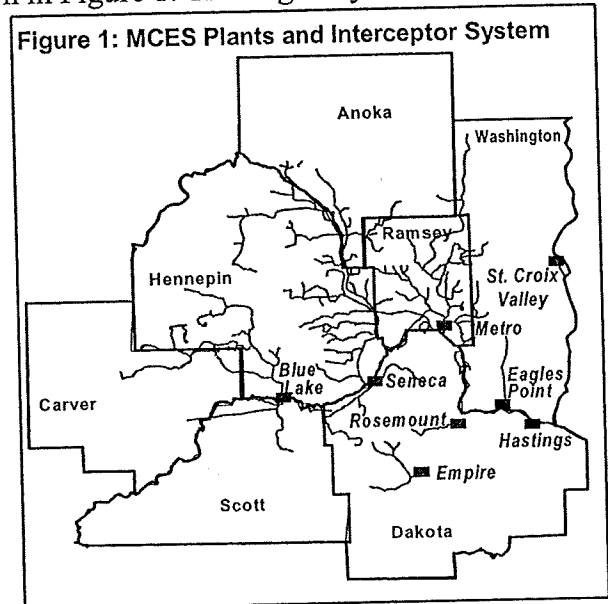 Figure 1: MCES Plants and Interceptor System
Anoka
Washington
Ramsey
Hennepin
St. Croix
Valley
Metro
Blue
Lake
Seneca
Eagles
Point
Carver
Rosemount
Hastings
Empire
Scott
Dakota